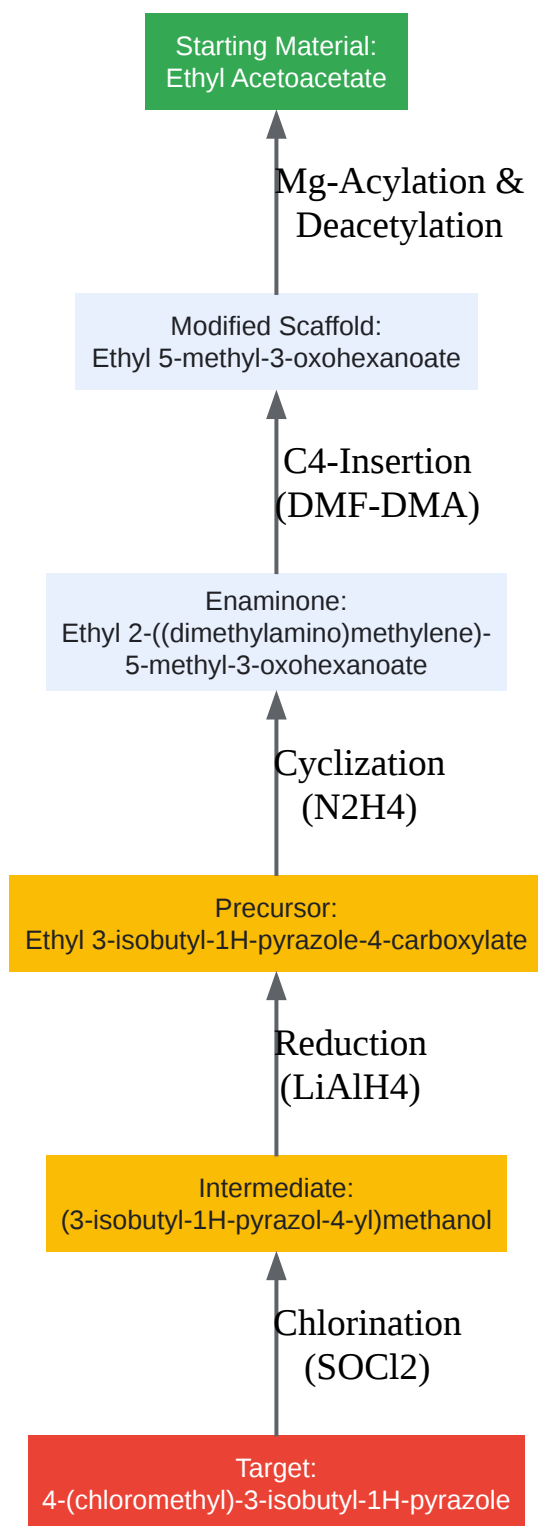 Starting Material:
Ethyl Acetoacetate
Mg-Acylation &
Deacetylation
Modified Scaffold:
Ethyl 5-methyl-3-oxohexanoate
C4-Insertion
(DMF-DMA)
Enaminone:
Ethyl 2-((dimethylamino)methylene)-
5-methyl-3-oxohexanoate
Cyclization
(N2H4)
Precursor:
Ethyl 3-isobutyl-1H-pyrazole-4-carboxylate
Reduction
(LiAlH4)
Intermediate:
(3-isobutyl-1H-pyrazol-4-yl)methanol
Chlorination
(SOCl2)
Target:
4-(chloromethyl)-3-isobutyl-1H-pyrazole